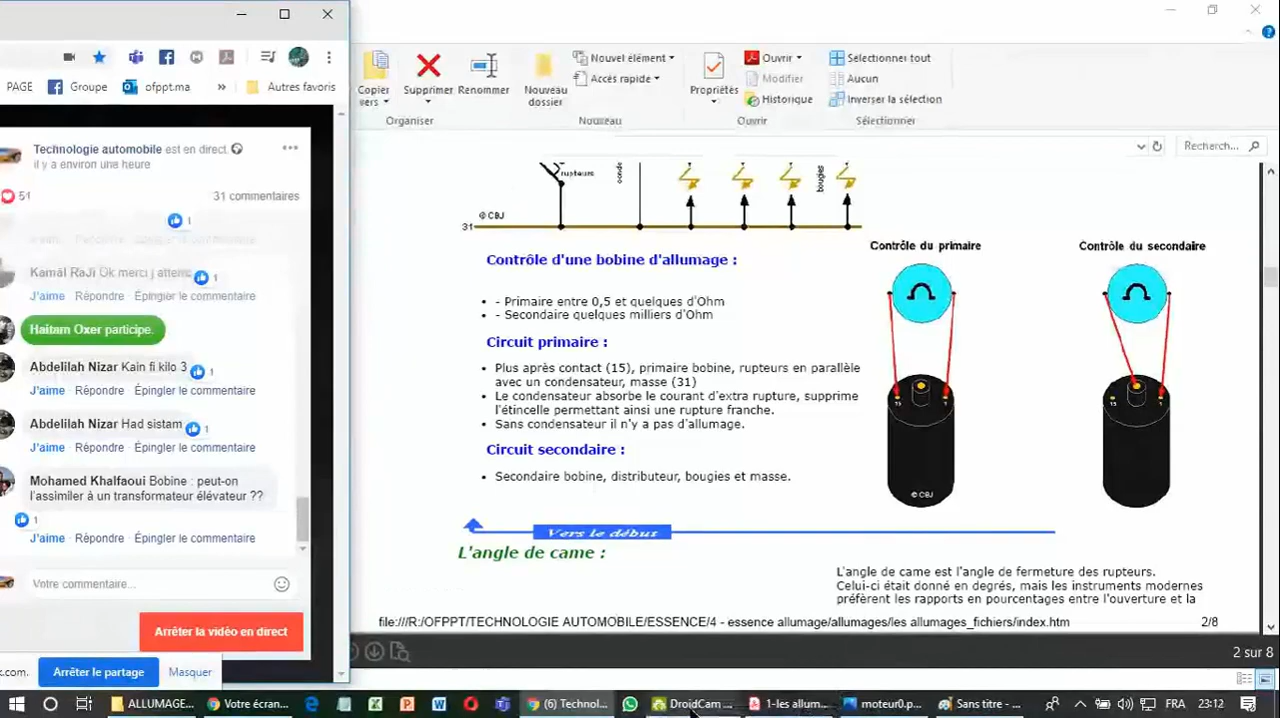 PAGE
Groupe
ofppt.ma
»
Autres favoris
Technologie automobile est en direct.
il y a environ une heure
51
31 commentaires
1
Kamal RaJi Ok merci j attend
1
J'aime Répondre Épingler le commentaire
Haitam Oxer participe.
Abdelilah Nizar Kain fi kilo 3
1
J'aime Répondre Épingler le commentaire
Abdelilah Nizar Had sistam
1
J'aime Répondre Épingler le commentaire
Mohamed Khalfaoui Bobine : peut-on
l'assimiler à un transformateur élévateur ??
1
J'aime Répondre Épingler le commentaire
Votre commentaire...
Arrêter la vidéo en direct
k.com.
Arrêter le partage
Masquer
Copier
iers
Supprimer
Renommer
Organiser
Nouveau
dossier
Nouvel élément
Accès rapide
Nouveau
Propriétés
Ouvrir
Modifier
Historique
Ouvrir
Sélectionner tout
Aucun
Inverser la sélection
Sélectionner
Recherch...
rupteurs
bougies
© CBJ
31
Contrôle d'une bobine d'allumage :
- Primaire entre 0,5 et quelques d'Ohm
- Secondaire quelques milliers d'Ohm
Circuit primaire :
• Plus après contact (15), primaire bobine, rupteurs en parallèle
avec un condensateur, masse (31)
• Le condensateur absorbe le courant d'extra rupture, supprime
l'étincelle permettant ainsi une rupture franche.
• Sans condensateur il n'y a pas d'allumage.
Circuit secondaire :
• Secondaire bobine, distributeur, bougies et masse.
Contrôle du primaire
15 1
© CBJ
Contrôle du secondaire
15 1
Vers le début
L'angle de came :
L'angle de came est l'angle de fermeture des rupteurs.
Celui-ci était donné en degrés, mais les instruments modernes
préfèrent les rapports en pourcentages entre l'ouverture et la
file:///R:/OFPPT/TECHNOLOGIE AUTOMOBILE/ESSENCE/4 - essence allumage/allumages/les allumages_fichiers/index.htm
2/8
2 sur 8
ALLUMAGE...
Votre écran...
(6) Technol...
DroidCam ...
1-les allum...
moteur0.p...
Sans titre - ...
FRA
23:12